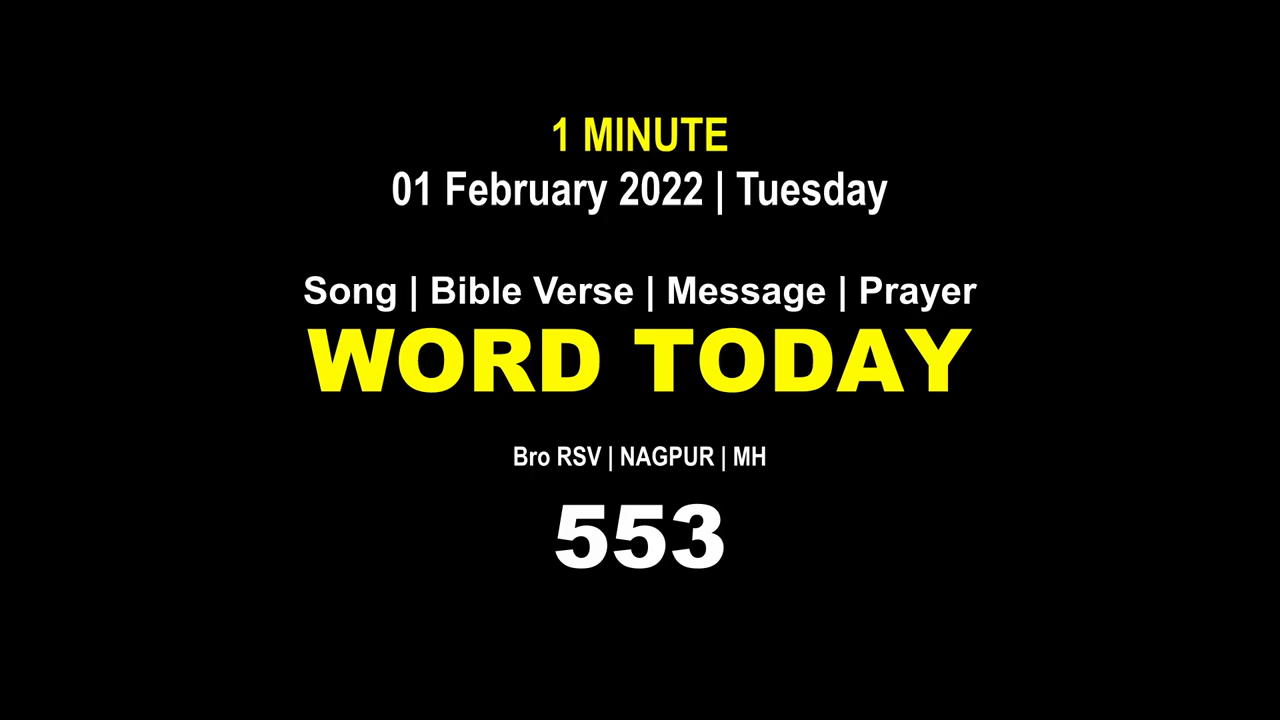 1 MINUTE
01 February 2022 | Tuesday
Song | Bible Verse | Message | Prayer
WORD TODAY
Bro RSV | NAGPUR | MH
553